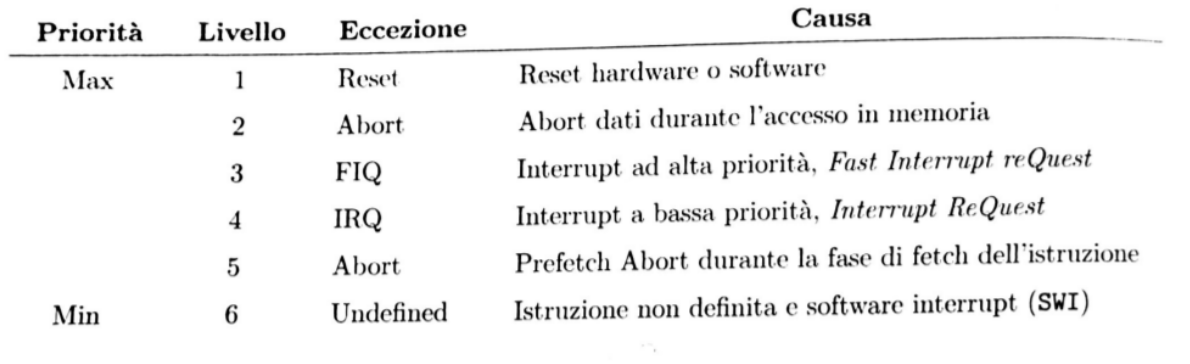 Priorità Livello Eccezione Causa
Max 1 Reset Reset hardware o software
2 Abort Abort dati durante l'accesso in memoria
3 FIQ Interrupt ad alta priorità, Fast Interrupt reQuest
4 IRQ Interrupt a bassa priorità, Interrupt ReQuest
5 Abort Prefetch Abort durante la fase di fetch dell'istruzione
Min 6 Undefined Istruzione non definita e software interrupt (SWI)